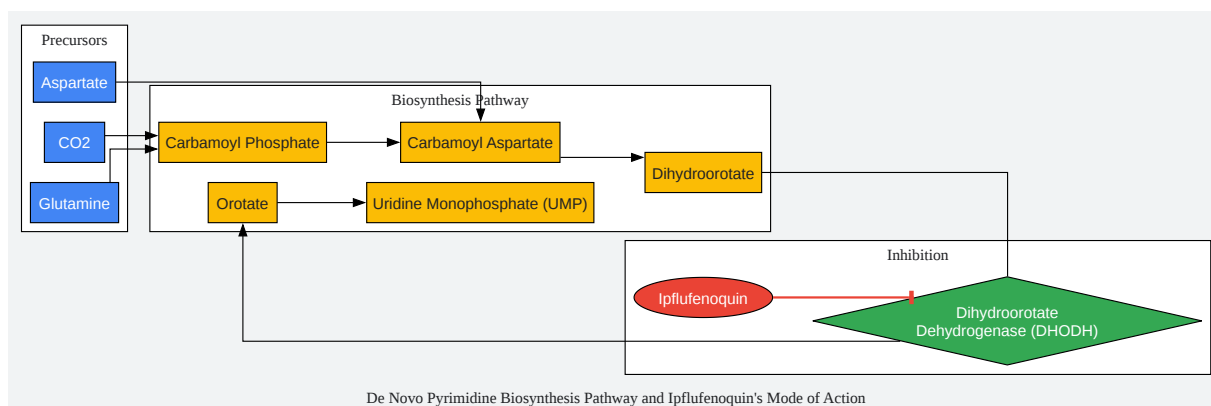 Precursors
Aspartate
Biosynthesis Pathway
CO2
Carbamoyl Phosphate
Carbamoyl Aspartate
Dihydroorotate
Glutamine
Orotate
Uridine Monophosphate (UMP)
Inhibition
Ipflufenoquin
Dihydroorotate
Dehydrogenase (DHODH)
De Novo Pyrimidine Biosynthesis Pathway and Ipflufenoquin's Mode of Action